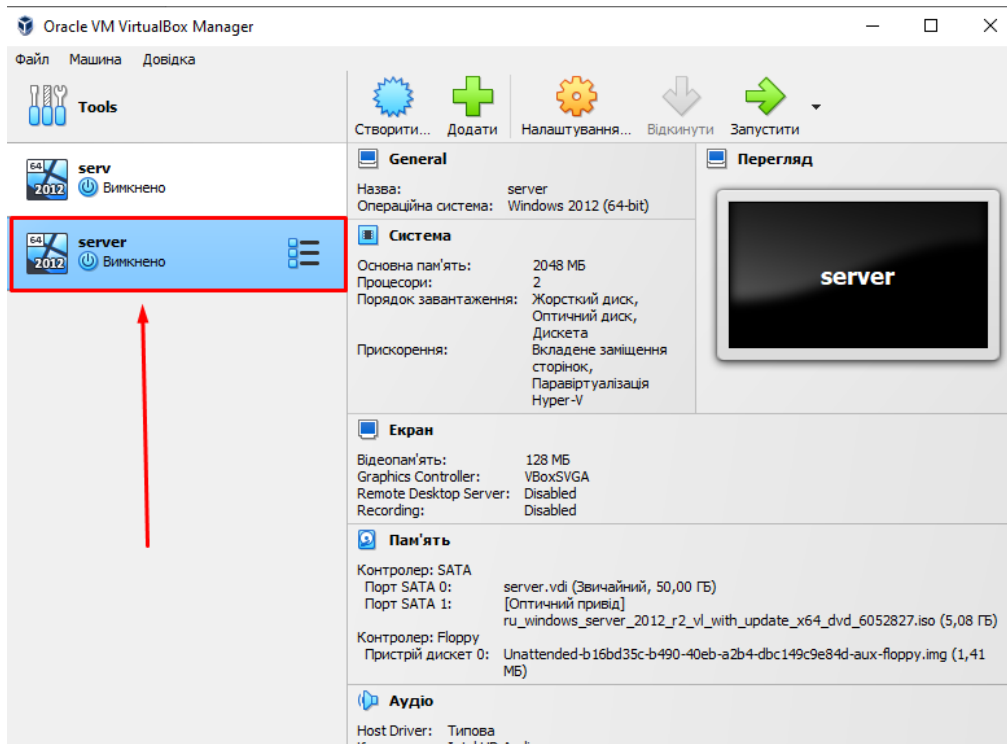 Oracle VM VirtualBox Manager
Файл Машина Довідка
Tools
Створити... Додати Налаштування... Відкинути Запустити
64
2012
serv
Вимкнено
64
2012
server
Вимкнено
General
Назва: server
Операційна система: Windows 2012 (64-bit)
Перегляд
server
Система
Основна пам'ять: 2048 МБ
Процесори: 2
Порядок завантаження: Жорсткий диск,
Оптичний диск,
Дискета
Прискорення: Вкладене заміщення
сторінок,
Паравіртуалізація
Hyper-V
Екран
Відеопам'ять: 128 МБ
Graphics Controller: VBoxSVGA
Remote Desktop Server: Disabled
Recording: Disabled
Пам'ять
Контролер: SATA
Порт SATA 0: server.vdi (Звичайний, 50,00 ГБ)
Порт SATA 1: [Оптичний привід]
ru_windows_server_2012_r2_vl_with_update_x64_dvd_6052827.iso (5,08 ГБ)
Контролер: Floppy
Пристрій дискет 0: Unattended-b16bd35c-b490-40eb-a2b4-dbc149c9e84d-aux-floppy.img (1,41
МБ)
Аудіо
Host Driver: Типова